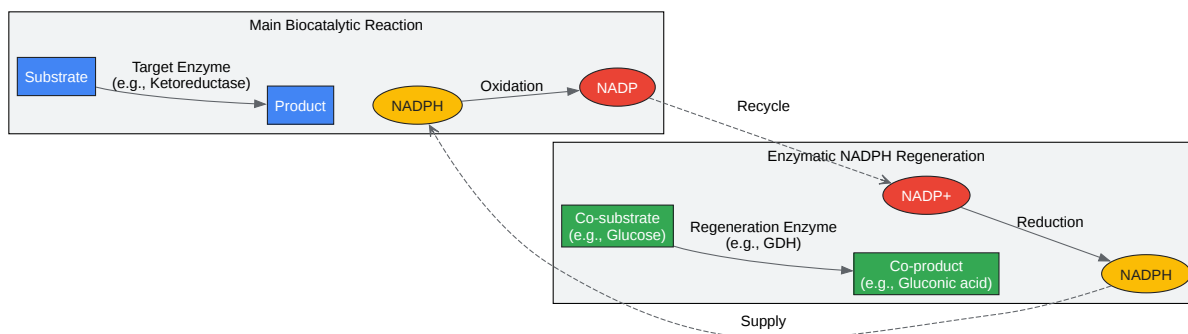 Main Biocatalytic Reaction
Substrate
Target Enzyme
(e.g., Ketoreductase)
Product
NADPH
Oxidation
NADP
Recycle
Enzymatic NADPH Regeneration
Co-substrate
(e.g., Glucose)
Regeneration Enzyme
(e.g., GDH)
Co-product
(e.g., Gluconic acid)
NADP+
Reduction
NADPH
Supply